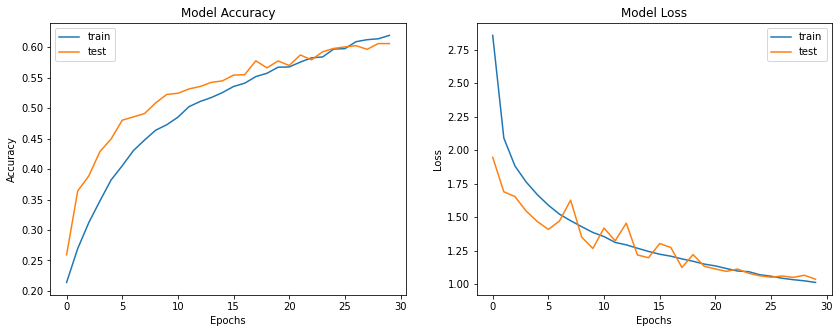 Model Accuracy
train
test
0.60
0.55
0.50
0.45
0.40
0.35
0.30
0.25
0.20
Accuracy
0 5 10 15 20 25 30
Epochs
Model Loss
train
test
2.75
2.50
2.25
2.00
1.75
1.50
1.25
1.00
Loss
0 5 10 15 20 25 30
Epochs